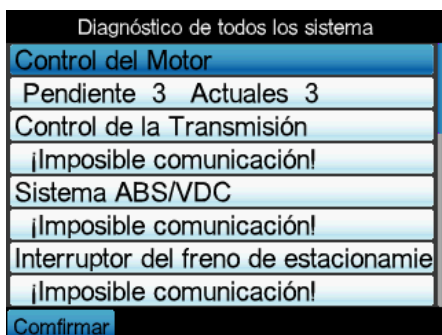 Diagnóstico de todos los sistema
Control del Motor
Pendiente 3 Actuales 3
Control de la Transmisión
¡Imposible comunicación!
Sistema ABS/VDC
¡Imposible comunicación!
Interruptor del freno de estacionamie
¡Imposible comunicación!
Comfirmar